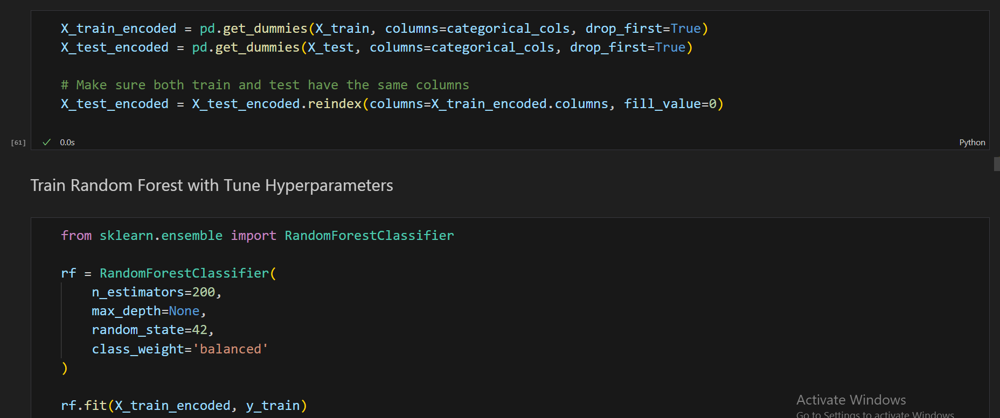 X_train_encoded = pd.get_dummies(X_train, columns=categorical_cols, drop_first=True)
X_test_encoded = pd.get_dummies(X_test, columns=categorical_cols, drop_first=True)
# Make sure both train and test have the same columns
X_test_encoded = X_test_encoded.reindex(columns=X_train_encoded.columns, fill_value=0)
[61] ✓ 0.0s Python
Train Random Forest with Tune Hyperparameters
from sklearn.ensemble import RandomForestClassifier
rf = RandomForestClassifier(
    n_estimators=200,
    max_depth=None,
    random_state=42,
    class_weight='balanced'
)
rf.fit(X_train_encoded, y_train)
Activate Windows
Go to Settings to activate Windows